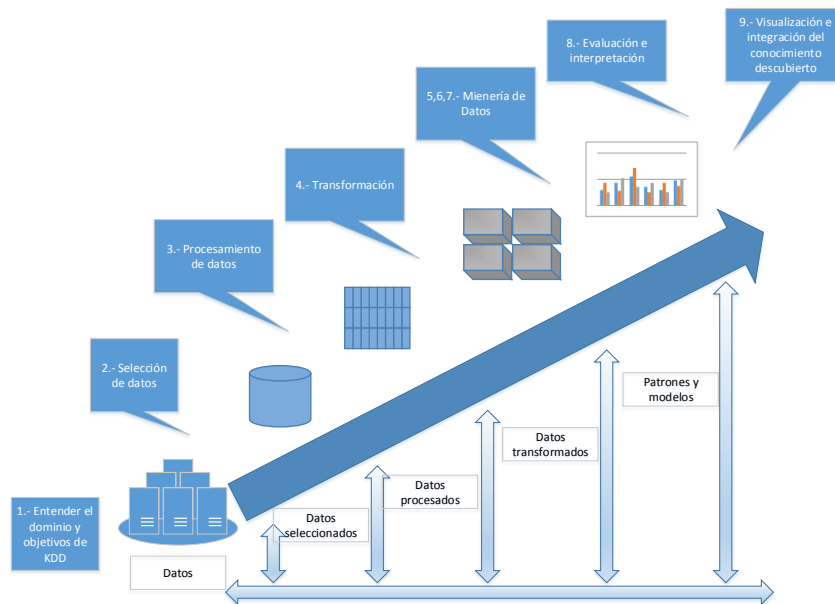 9.- Visualización e
integración del
conocimiento
descubierto
8.- Evaluación e
interpretación
5,6,7.- Mienería de
Datos
4.- Transformación
3.- Procesamiento
de datos
2.- Selección
de datos
1.- Entender el
dominio y
objetivos de
KDD
Datos
Datos
seleccionados
Datos
procesados
Datos
transformados
Patrones y
modelos